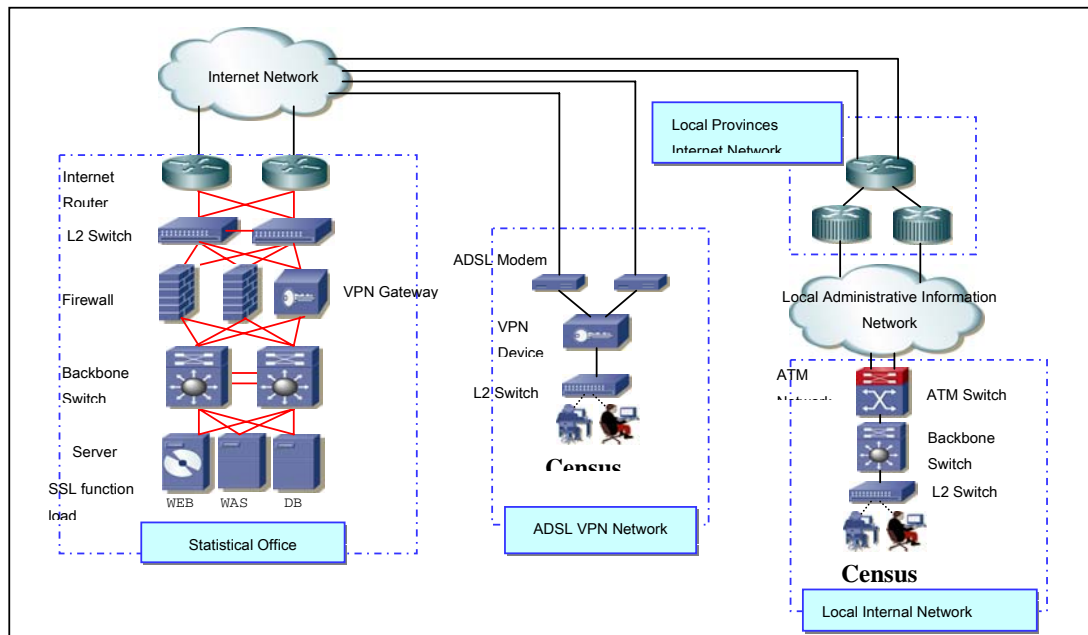 Internet Network
Internet
Router
L2 Switch
Firewall
VPN Gateway
Backbone
Switch
Server
SSL function
load
WEB WAS DB
Statistical Office
ADSL Modem
VPN
Device
L2 Switch
Census
ADSL VPN Network
Local Provinces
Internet Network
Local Administrative Information
Network
ATM
Network
ATM Switch
Backbone
Switch
L2 Switch
Census
Local Internal Network